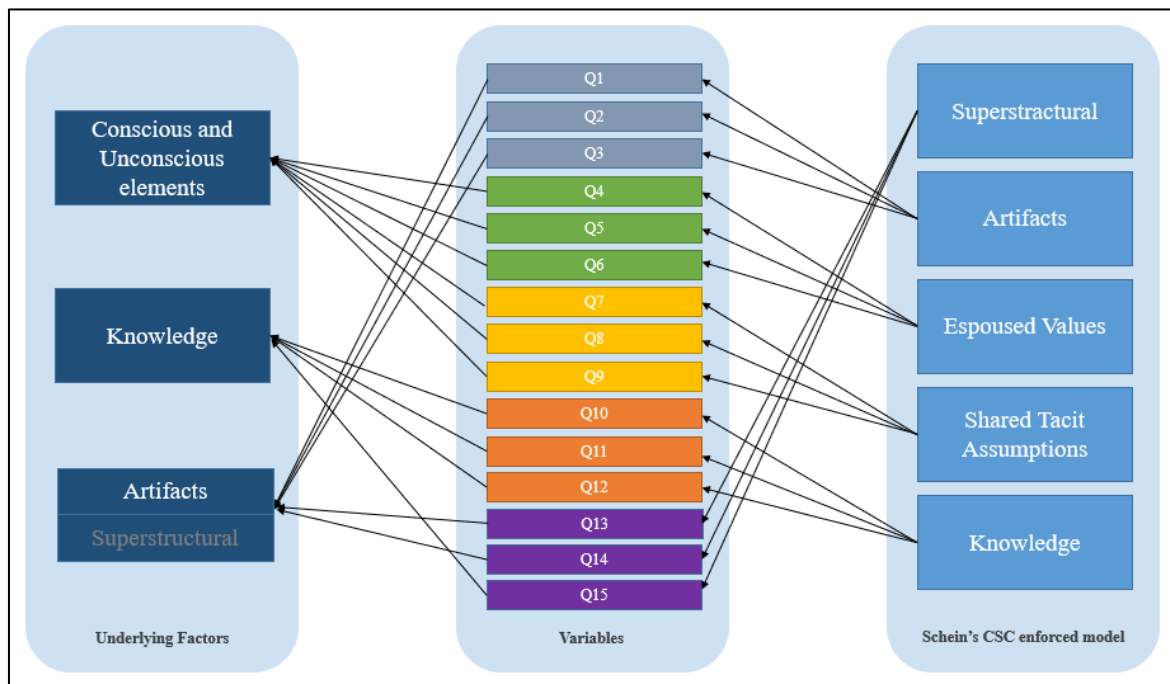 Conscious and
Unconscious
elements
Knowledge
Artifacts
Superstructural
Underlying Factors
Q1
Q2
Q3
Q4
Q5
Q6
Q7
Q8
Q9
Q10
Q11
Q12
Q13
Q14
Q15
Variables
Superstractural
Artifacts
Espoused Values
Shared Tacit
Assumptions
Knowledge
Schein's CSC enforced model